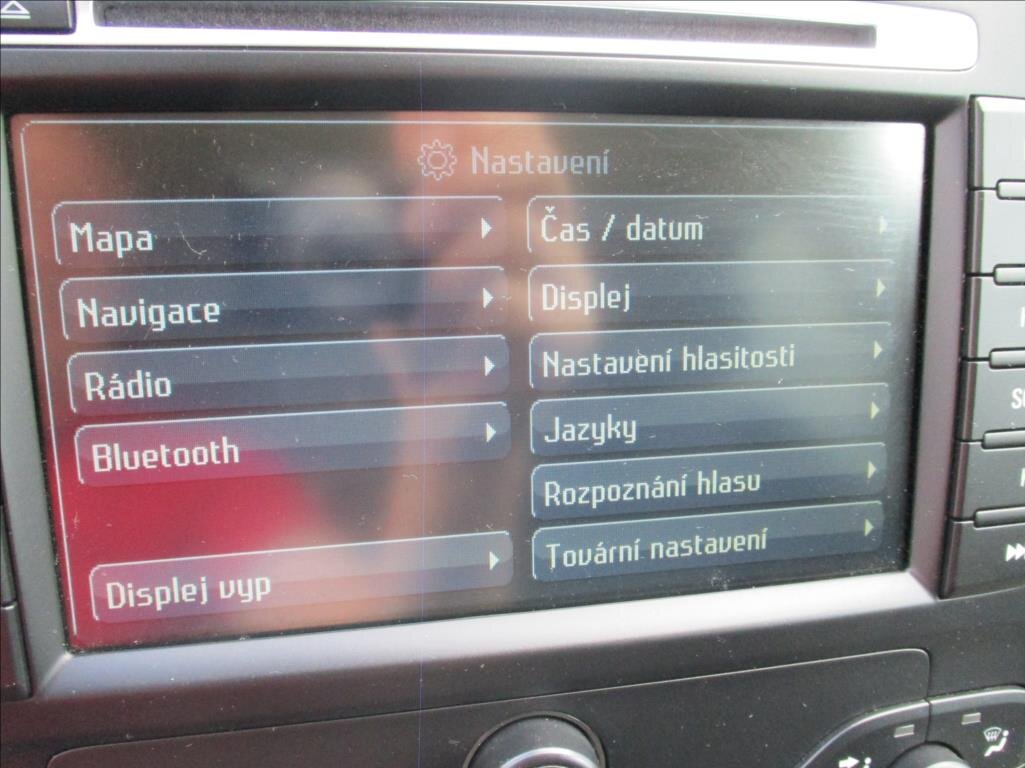 Nastavení
Mapa
Navigace
Rádio
Bluetooth
Displej vyp
Čas / datum
Displej
Nastavení hlasitosti
Jazyky
Rozpoznání hlasu
Tovární nastavení